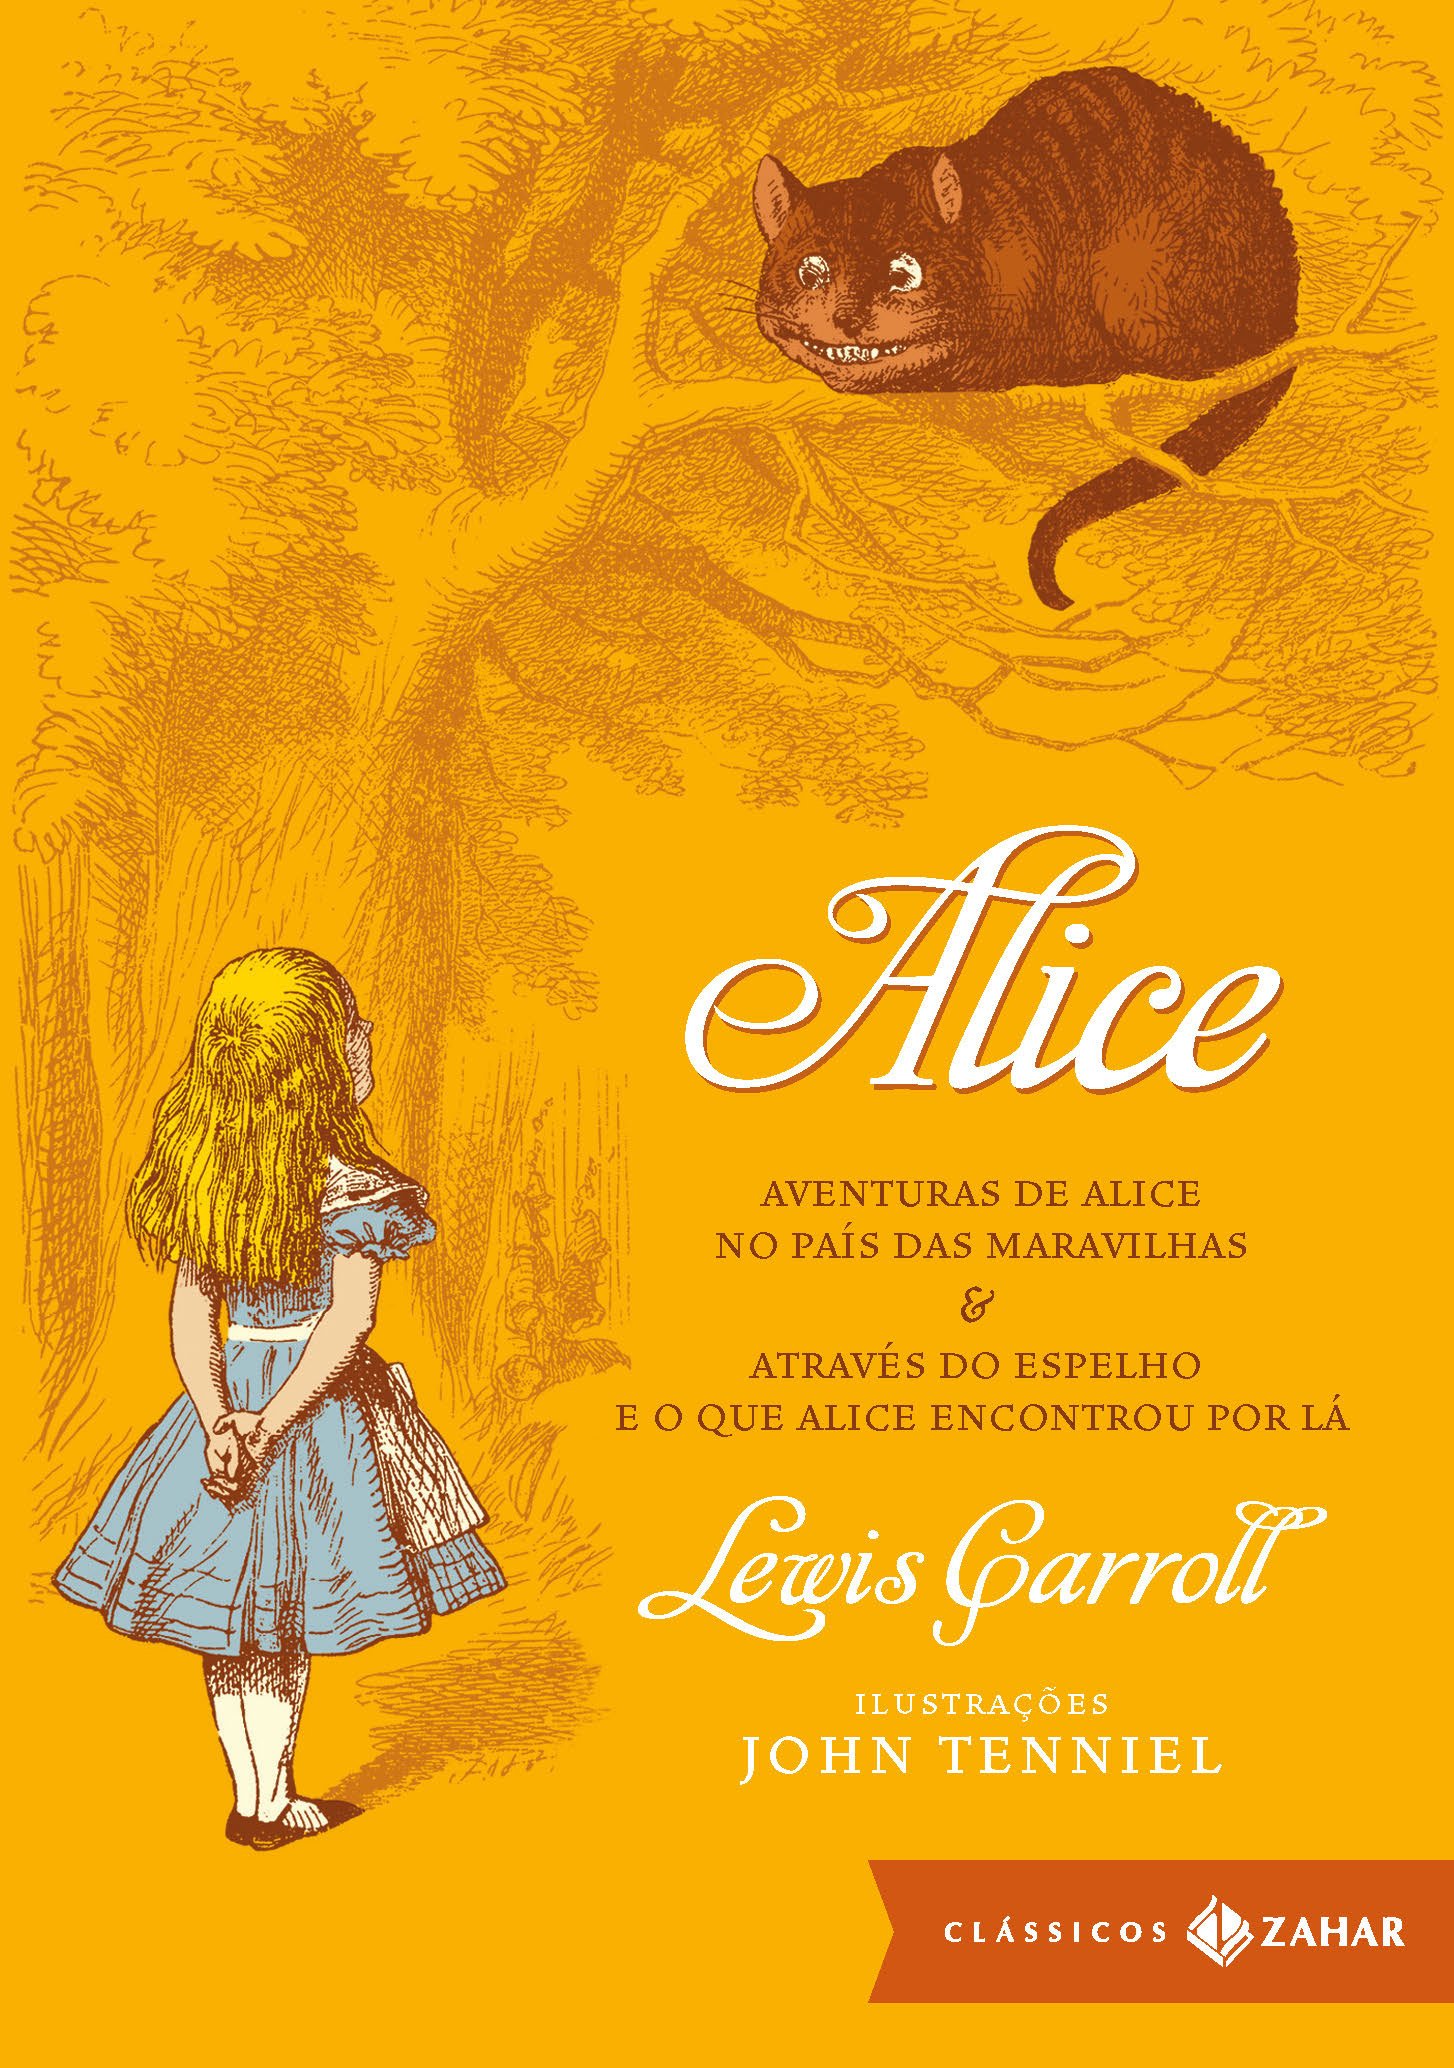 Alice
AVENTURAS DE ALICE
NO PAÍS DAS MARAVILHAS
&
ATRAVÉS DO ESPELHO
E O QUE ALICE ENCONTROU POR LÁ
Lewis Carroll
ILUSTRAÇÕES
JOHN TENNIEL
CLÁSSICOS ZAHAR